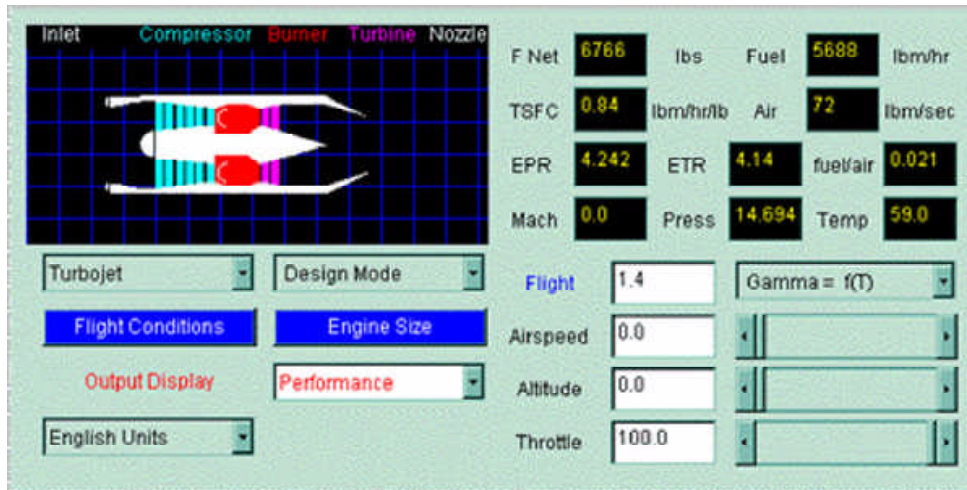 Inlet Compressor Burner Turbine Nozzle
F Net 6766 lbs Fuel 5688 lbm/hr
TSFC 0.84 lbm/hr/lb Air 72 lbm/sec
EPR 4.242 ETR 4.14 fuel/air 0.021
Mach 0.0 Press 14.694 Temp 59.0
Turbojet Design Mode Flight 1.4 Gamma = f(T)
Flight Conditions Engine Size Airspeed 0.0
Output Display Performance Altitude 0.0
English Units Throttle 100.0